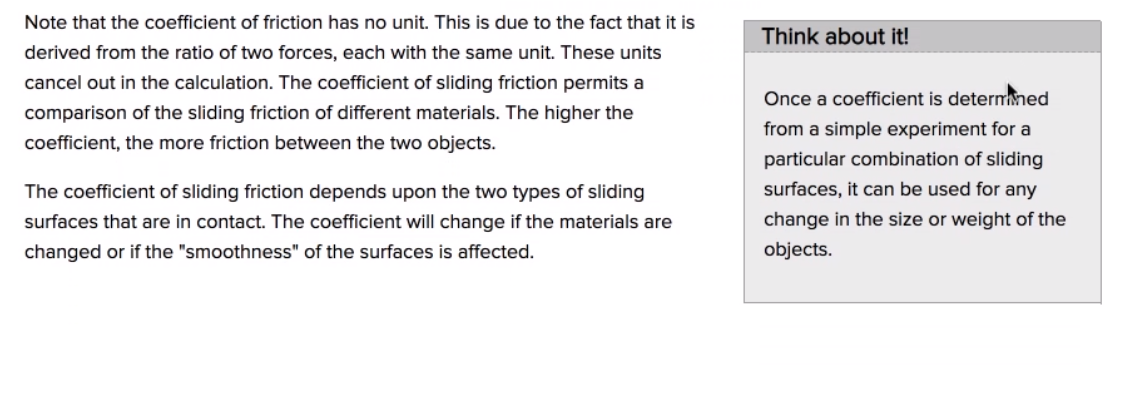 Note that the coefficient of friction has no unit. This is due to the fact that it is
derived from the ratio of two forces, each with the same unit. These units
cancel out in the calculation. The coefficient of sliding friction permits a
comparison of the sliding friction of different materials. The higher the
coefficient, the more friction between the two objects.
The coefficient of sliding friction depends upon the two types of sliding
surfaces that are in contact. The coefficient will change if the materials are
changed or if the "smoothness" of the surfaces is affected.
Think about it!
Once a coefficient is determined
from a simple experiment for a
particular combination of sliding
surfaces, it can be used for any
change in the size or weight of the
objects.